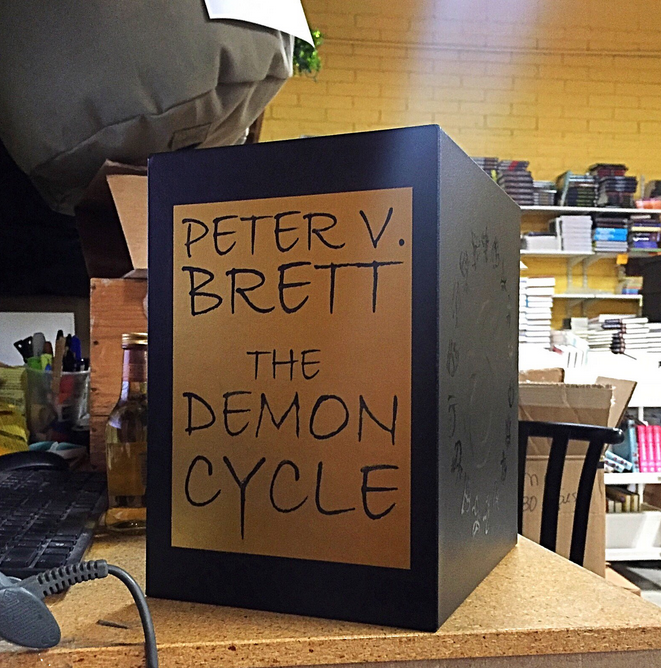 PETER V.
BRETT
THE
DEMON
CYCLE